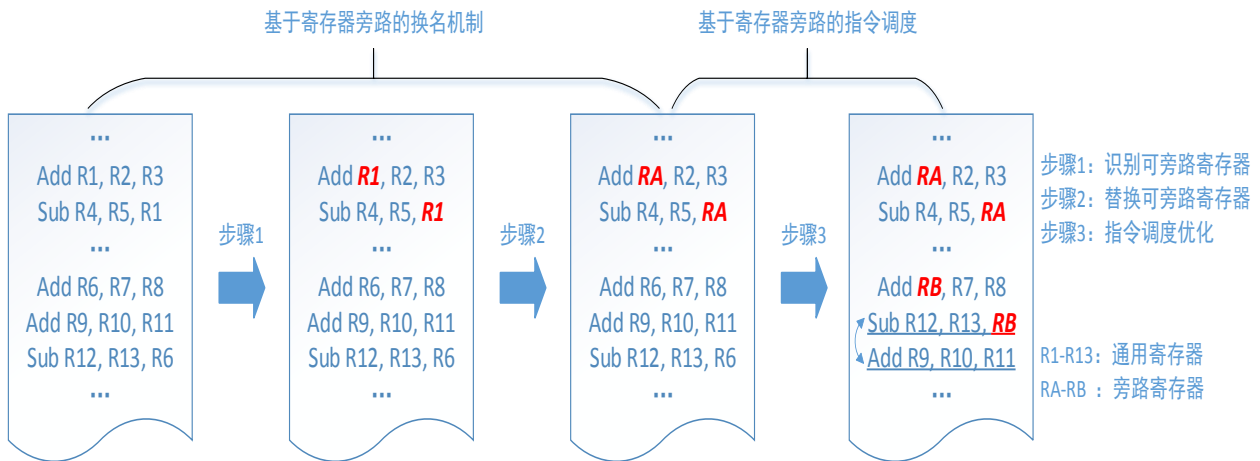 基于寄存器旁路的换名机制
基于寄存器旁路的指令调度
...
Add R1, R2, R3
Sub R4, R5, R1
...
Add R6, R7, R8
Add R9, R10, R11
Sub R12, R13, R6
...
步骤1
...
Add R1, R2, R3
Sub R4, R5, R1
...
Add R6, R7, R8
Add R9, R10, R11
Sub R12, R13, R6
...
步骤2
...
Add RA, R2, R3
Sub R4, R5, RA
...
Add R6, R7, R8
Add R9, R10, R11
Sub R12, R13, R6
...
步骤3
...
Add RA, R2, R3
Sub R4, R5, RA
...
Add RB, R7, R8
Sub R12, R13, RB
Add R9, R10, R11
...
步骤1：识别可旁路寄存器
步骤2：替换可旁路寄存器
步骤3：指令调度优化
R1-R13：通用寄存器
RA-RB ：旁路寄存器